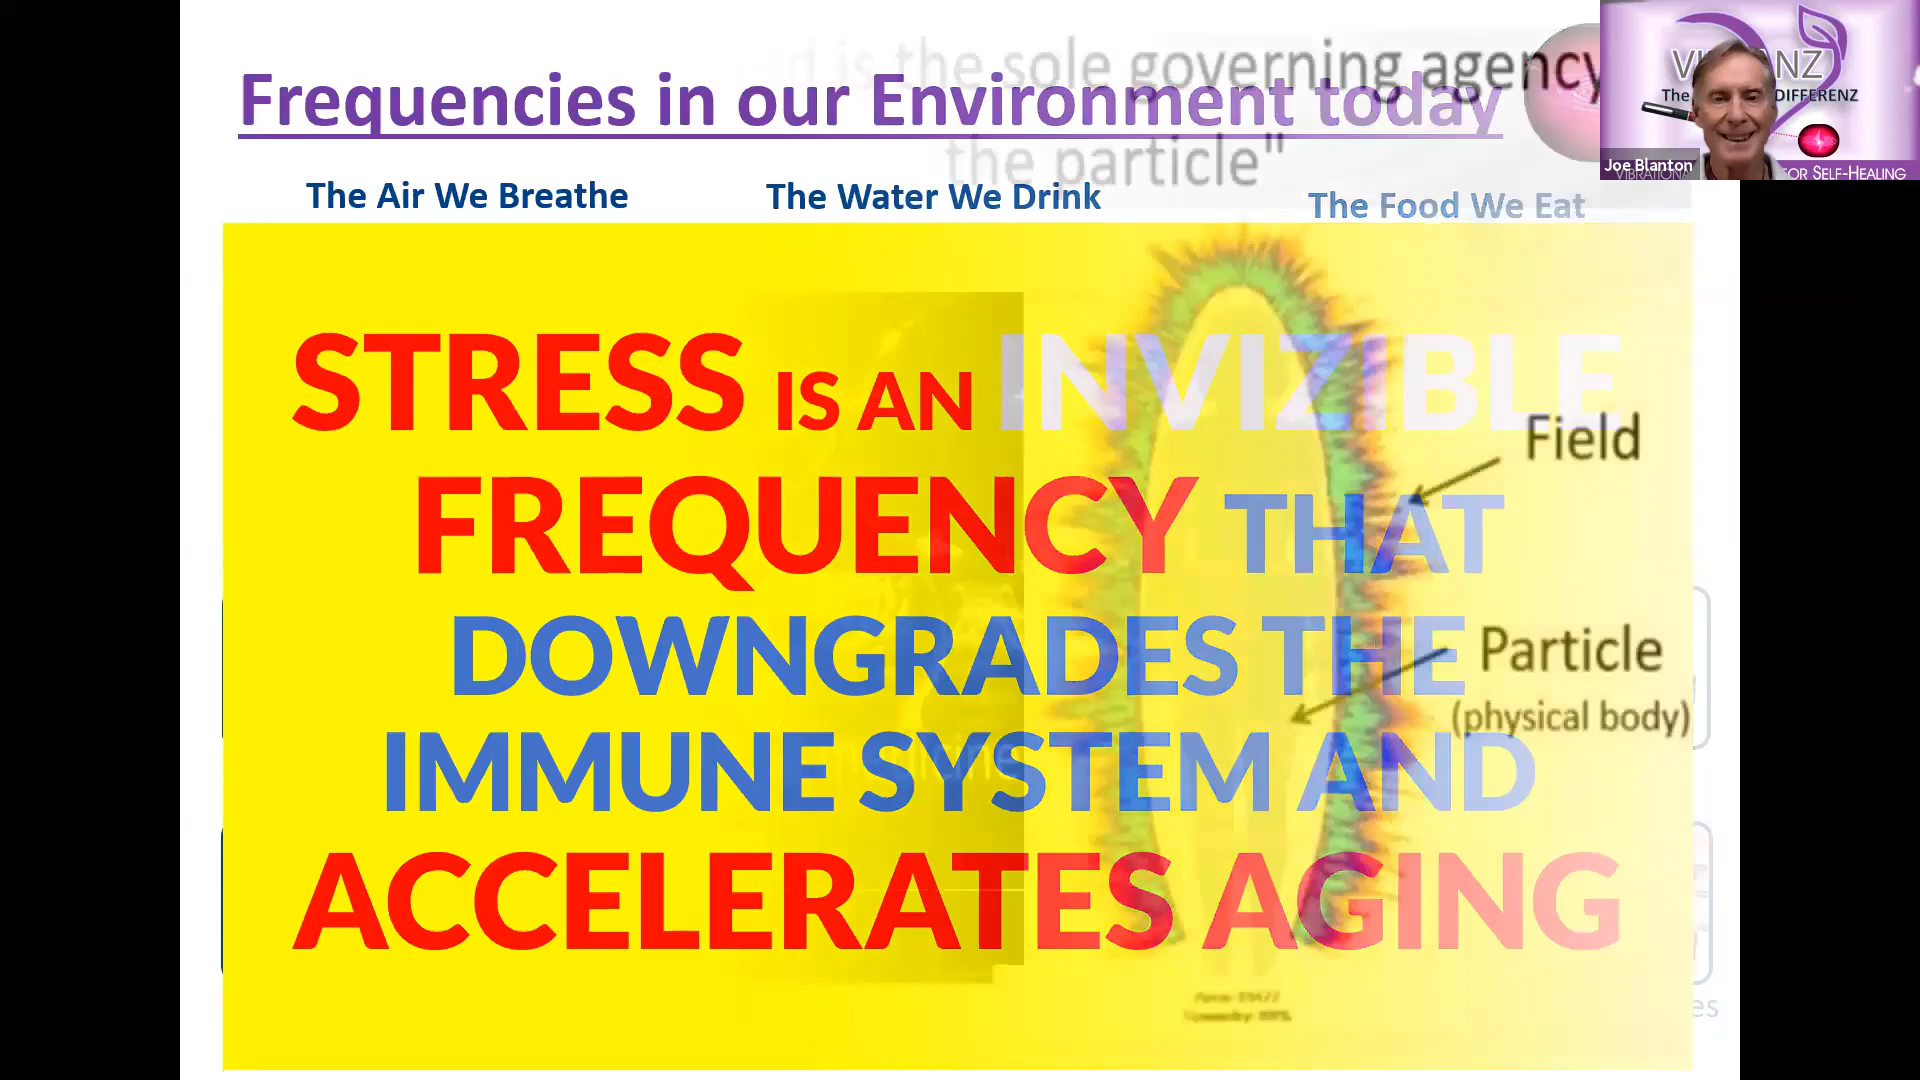 is the sole governing agency
Frequencies in our Environment today
the particle"
The Air We Breathe
The Water We Drink
The Food We Eat
STRESS IS AN INVIZIBLE
FREQUENCY THAT
DOWNGRADES THE
IMMUNE SYSTEM AND
ACCELERATES AGING
Field
Particle
(physical body)
The DIFFERENZ
Joe Blanton
FOR SELF-HEALING